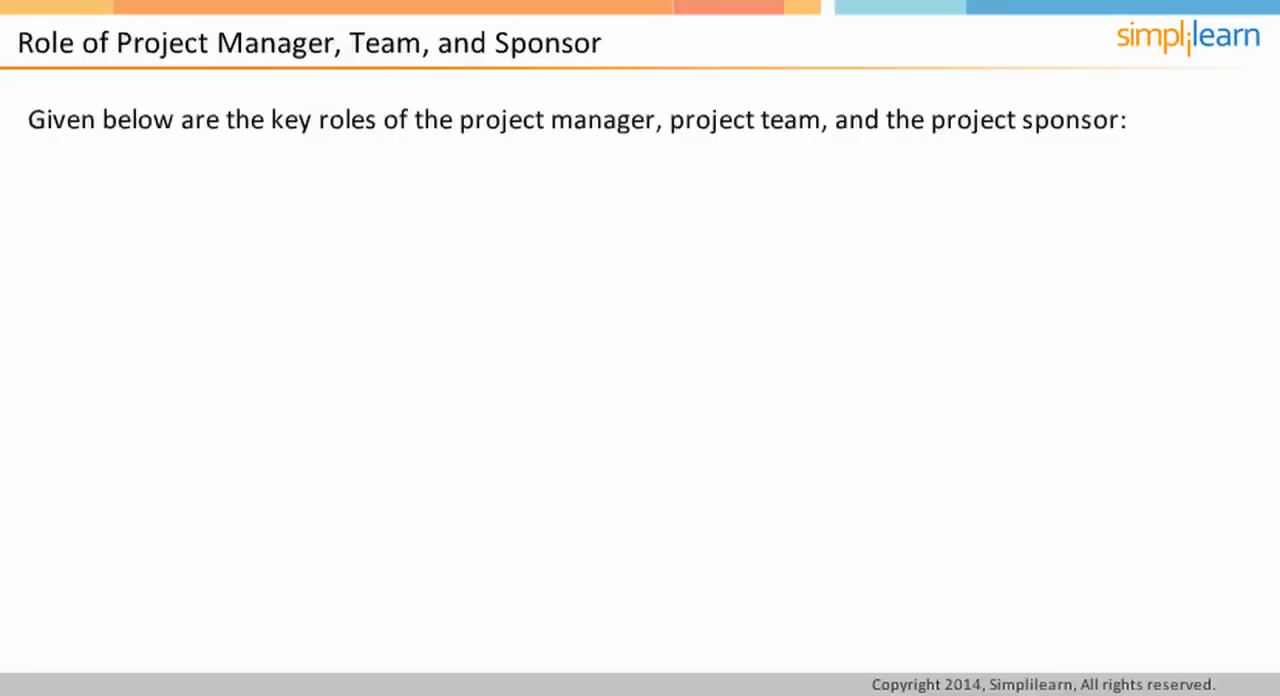 Role of Project Manager, Team, and Sponsor
simplilearn
Given below are the key roles of the project manager, project team, and the project sponsor:
Copyright 2014, Simplilearn, All rights reserved.